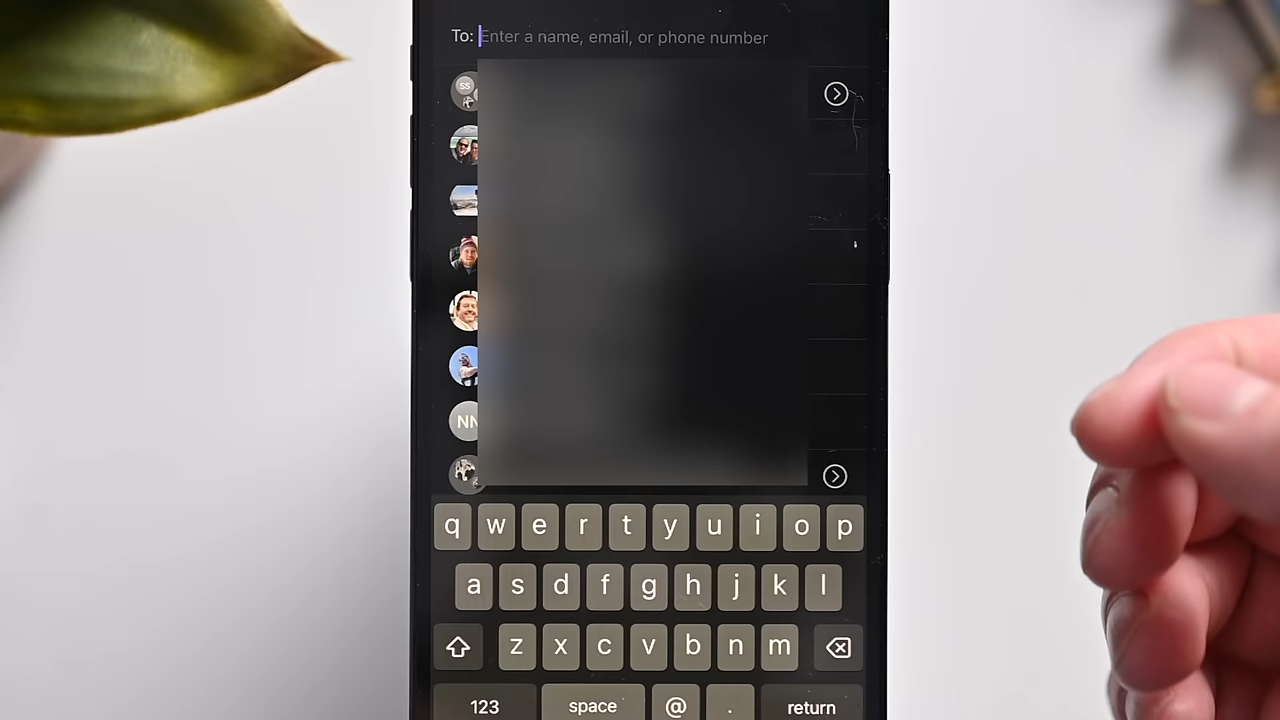 To: Enter a name, email, or phone number
SS
NN
q w e r t y u i o p
a s d f g h j k l
z x c v b n m
123 space @ . return